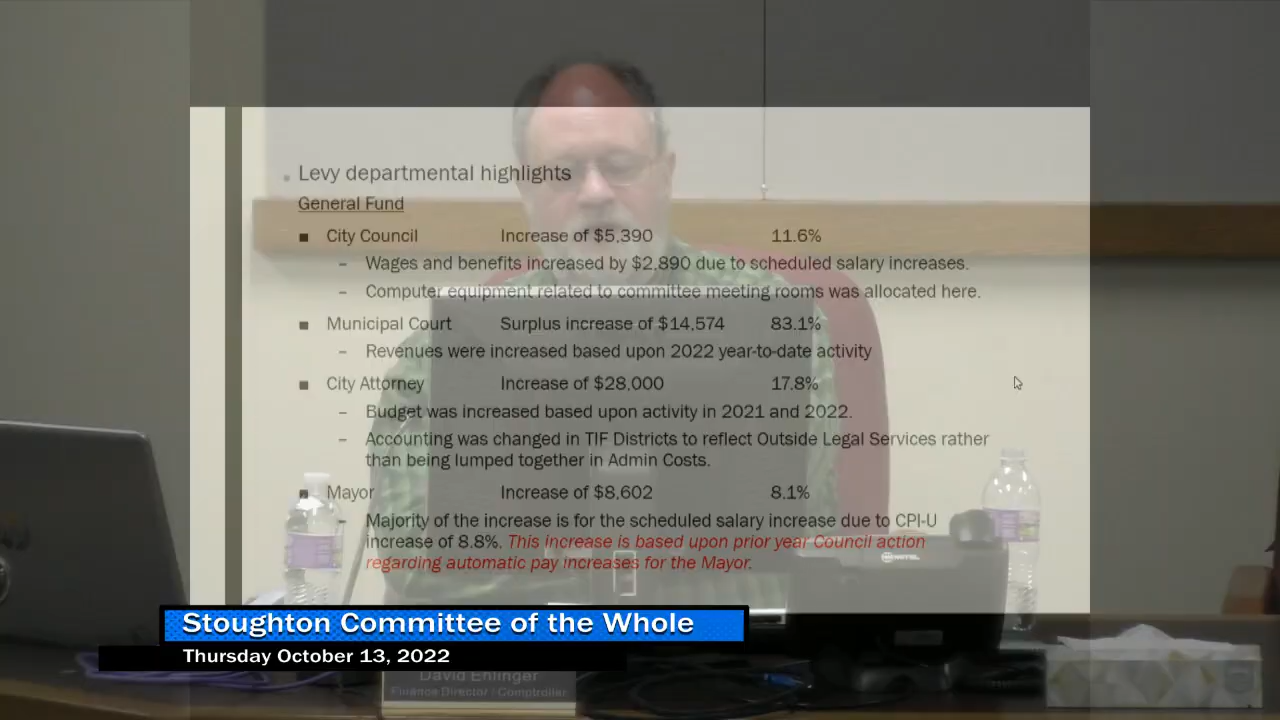 • Levy departmental highlights
General Fund
▪ City Council Increase of $5,390 11.6%
– Wages and benefits increased by $2,890 due to scheduled salary increases.
– Computer equipment related to committee meeting rooms was allocated here.
▪ Municipal Court Surplus increase of $14,574 83.1%
– Revenues were increased based upon 2022 year-to-date activity
▪ City Attorney Increase of $28,000 17.8%
– Budget was increased based upon activity in 2021 and 2022.
– Accounting was changed in TIF Districts to reflect Outside Legal Services rather
than being lumped together in Admin Costs.
▪ Mayor Increase of $8,602 8.1%
– Majority of the increase is for the scheduled salary increase due to CPI-U
increase of 8.8%. This increase is based upon prior year Council action
regarding automatic pay increases for the Mayor.
Stoughton Committee of the Whole
Thursday October 13, 2022
David Ehlinger
Finance Director / Comptroller